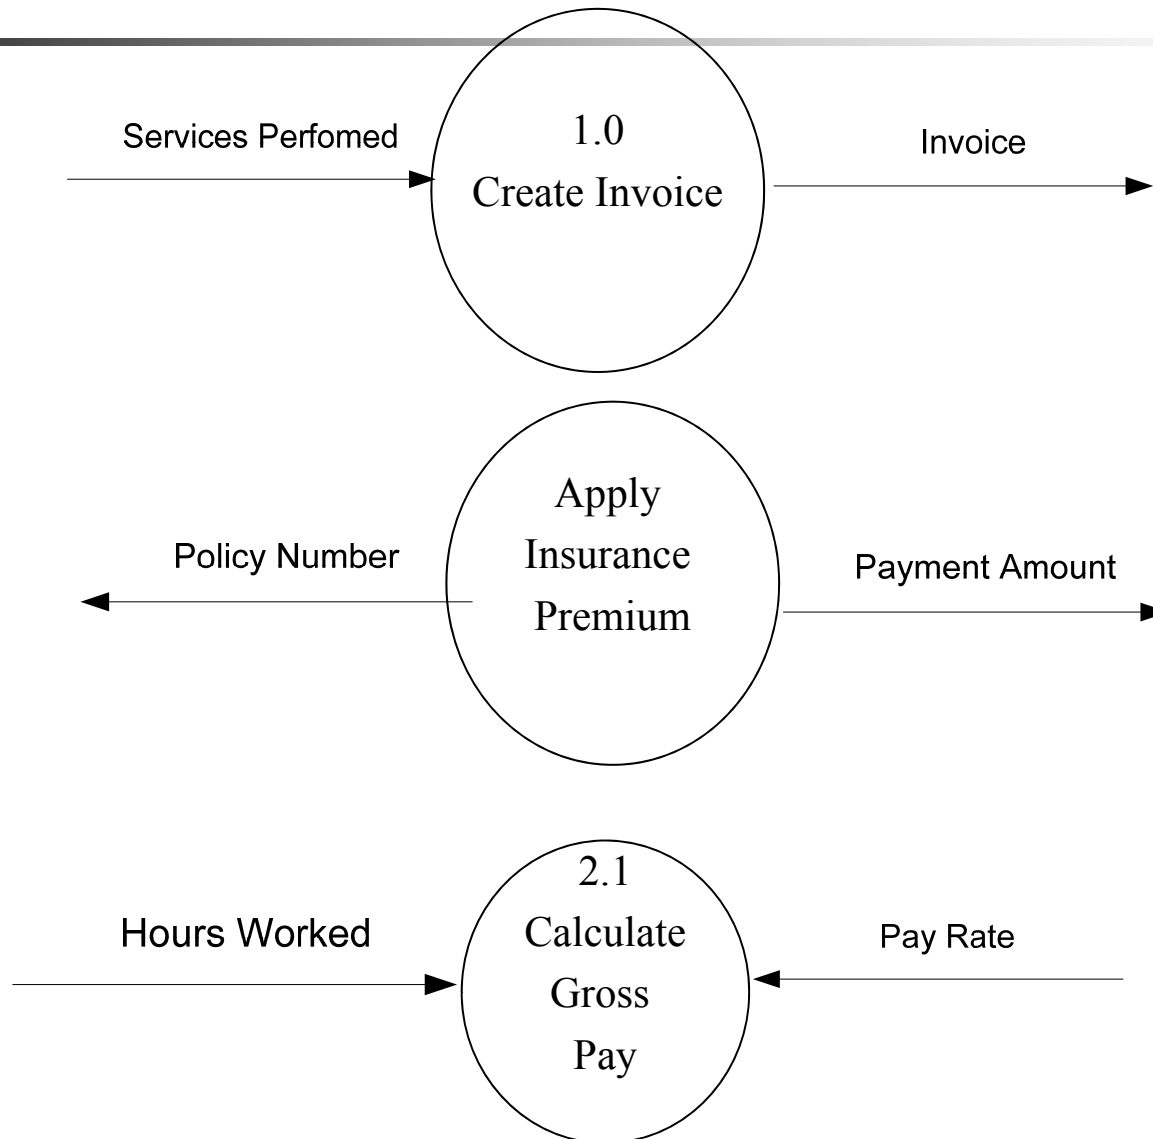 Services Perfomed
1.0
Create Invoice
Invoice
Policy Number
Apply
Insurance
Premium
Payment Amount
Hours Worked
2.1
Calculate
Gross
Pay
Pay Rate